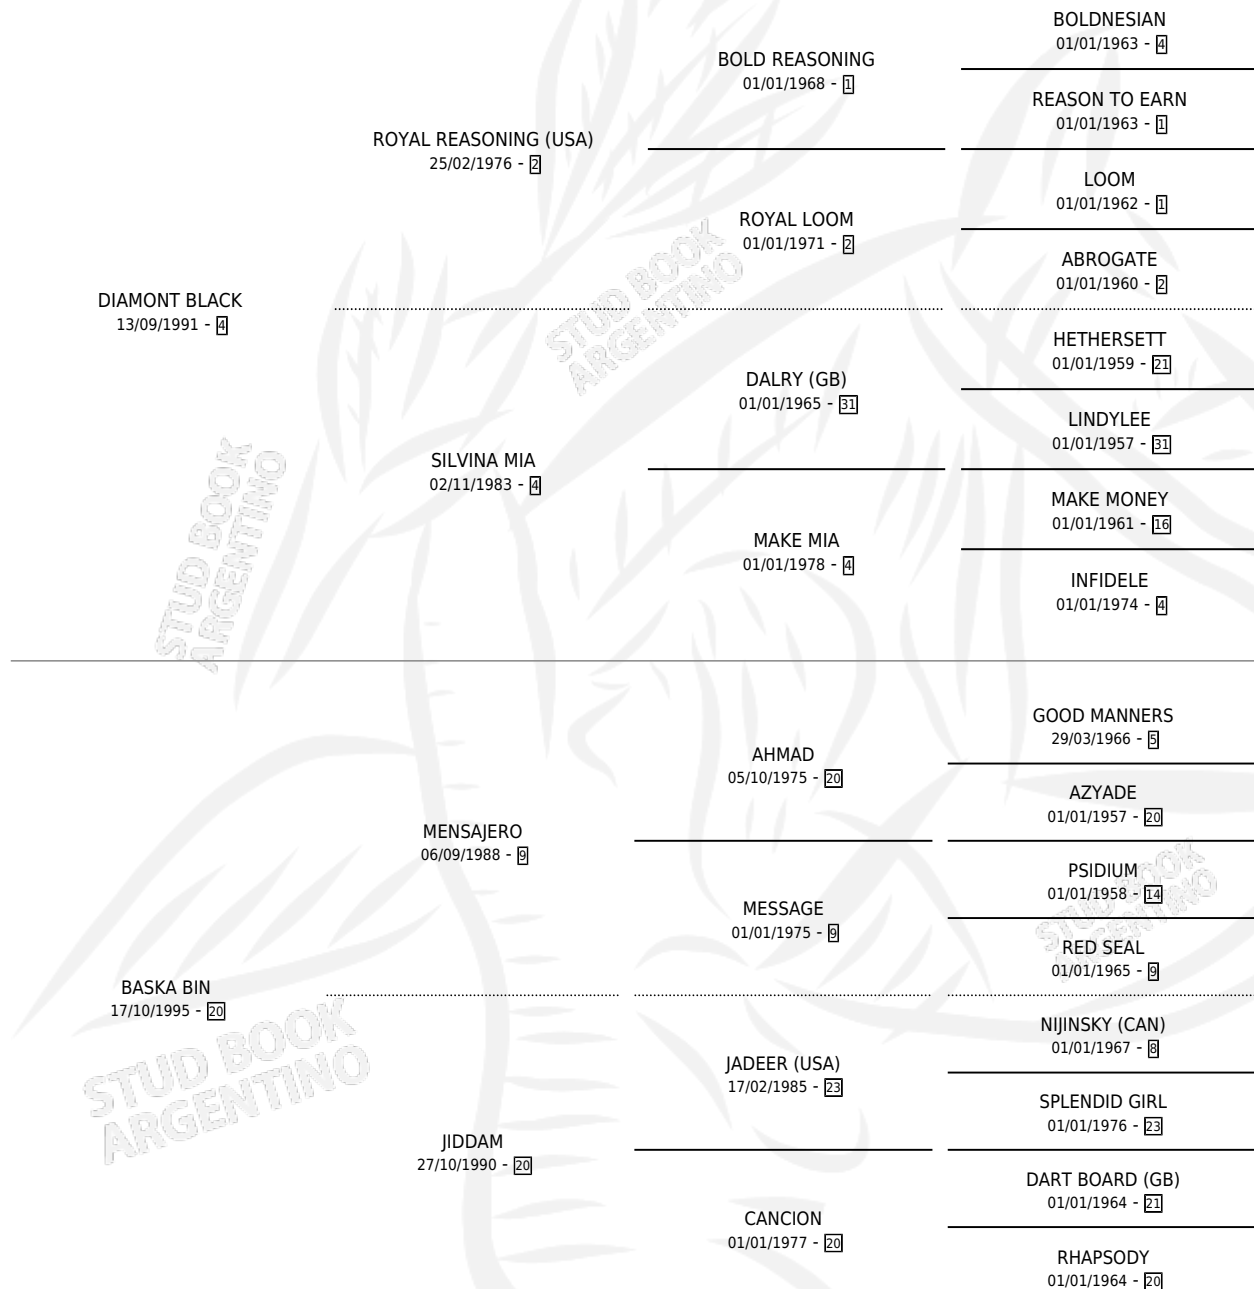 BOLDNESIAN
01/01/1963 - 4
BOLD REASONING
01/01/1968 - 1
REASON TO EARN
01/01/1963 - 1
ROYAL REASONING (USA)
25/02/1976 - 2
LOOM
01/01/1962 - 1
ROYAL LOOM
01/01/1971 - 2
ABROGATE
01/01/1960 - 2
DIAMONT BLACK
13/09/1991 - 4
HETHERSETT
01/01/1959 - 21
DALRY (GB)
01/01/1965 - 31
LINDYLEE
01/01/1957 - 31
SILVINA MIA
02/11/1983 - 4
MAKE MONEY
01/01/1961 - 16
MAKE MIA
01/01/1978 - 4
INFIDELE
01/01/1974 - 4
STUD BOOK
ARGENTINO
STUD BOOK
ARGENTINO
GOOD MANNERS
29/03/1966 - 5
AHMAD
05/10/1975 - 20
AZYADE
01/01/1957 - 20
MENSAJERO
06/09/1988 - 9
PSIDIUM
01/01/1958 - 14
MESSAGE
01/01/1975 - 9
RED SEAL
01/01/1965 - 9
BASKA BIN
17/10/1995 - 20
NIJINSKY (CAN)
01/01/1967 - 8
JADEER (USA)
17/02/1985 - 23
SPLENDID GIRL
01/01/1976 - 23
JIDDAM
27/10/1990 - 20
DART BOARD (GB)
01/01/1964 - 21
CANCION
01/01/1977 - 20
RHAPSODY
01/01/1964 - 20
STUD BOOK
ARGENTINO
STUD BOOK
ARGENTINO